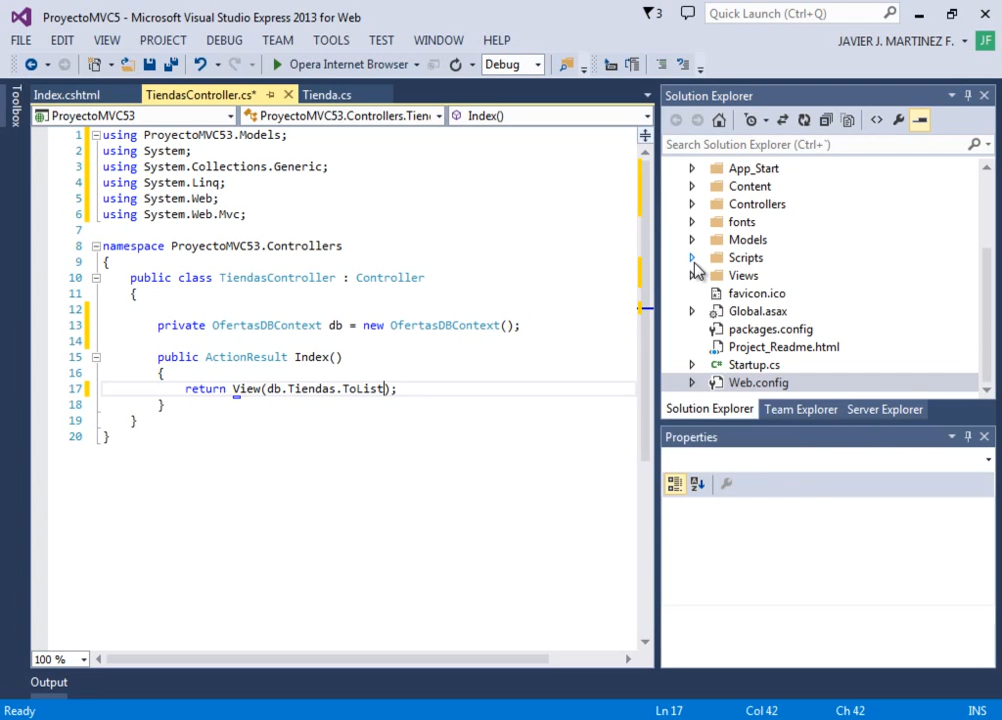 ProyectoMVC5 - Microsoft Visual Studio Express 2013 for Web
3
Quick Launch (Ctrl+Q)
FILE EDIT VIEW PROJECT DEBUG TEAM TOOLS TEST WINDOW HELP
JAVIER J. MARTINEZ F. JF
Opera Internet Browser Debug
Toolbox
Index.cshtml TiendasController.cs* Tienda.cs
ProyectoMVC53 ProyectoMVC53.Controllers.Tien Index()
1 using ProyectoMVC53.Models;
2 using System;
3 using System.Collections.Generic;
4 using System.Linq;
5 using System.Web;
6 using System.Web.Mvc;
7
8 namespace ProyectoMVC53.Controllers
9 {
10 public class TiendasController : Controller
11 {
12
13 private OfertasDBContext db = new OfertasDBContext();
14
15 public ActionResult Index()
16 {
17 return View(db.Tiendas.ToList);
18 }
19 }
20 }
100 %
Output
Solution Explorer
Search Solution Explorer (Ctrl+`)
App_Start
Content
Controllers
fonts
Models
Scripts
Views
favicon.ico
Global.asax
packages.config
Project_Readme.html
C# Startup.cs
Web.config
Solution Explorer Team Explorer Server Explorer
Properties
Ready Ln 17 Col 42 Ch 42 INS